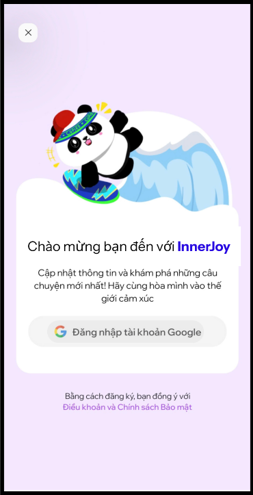 Chào mừng bạn đến với InnerJoy
Cập nhật thông tin và khám phá những câu
chuyện mới nhất! Hãy cùng hòa mình vào thế
giới cảm xúc
Đăng nhập tài khoản Google
Bằng cách đăng ký, bạn đồng ý với
Điều khoản và Chính sách Bảo mật